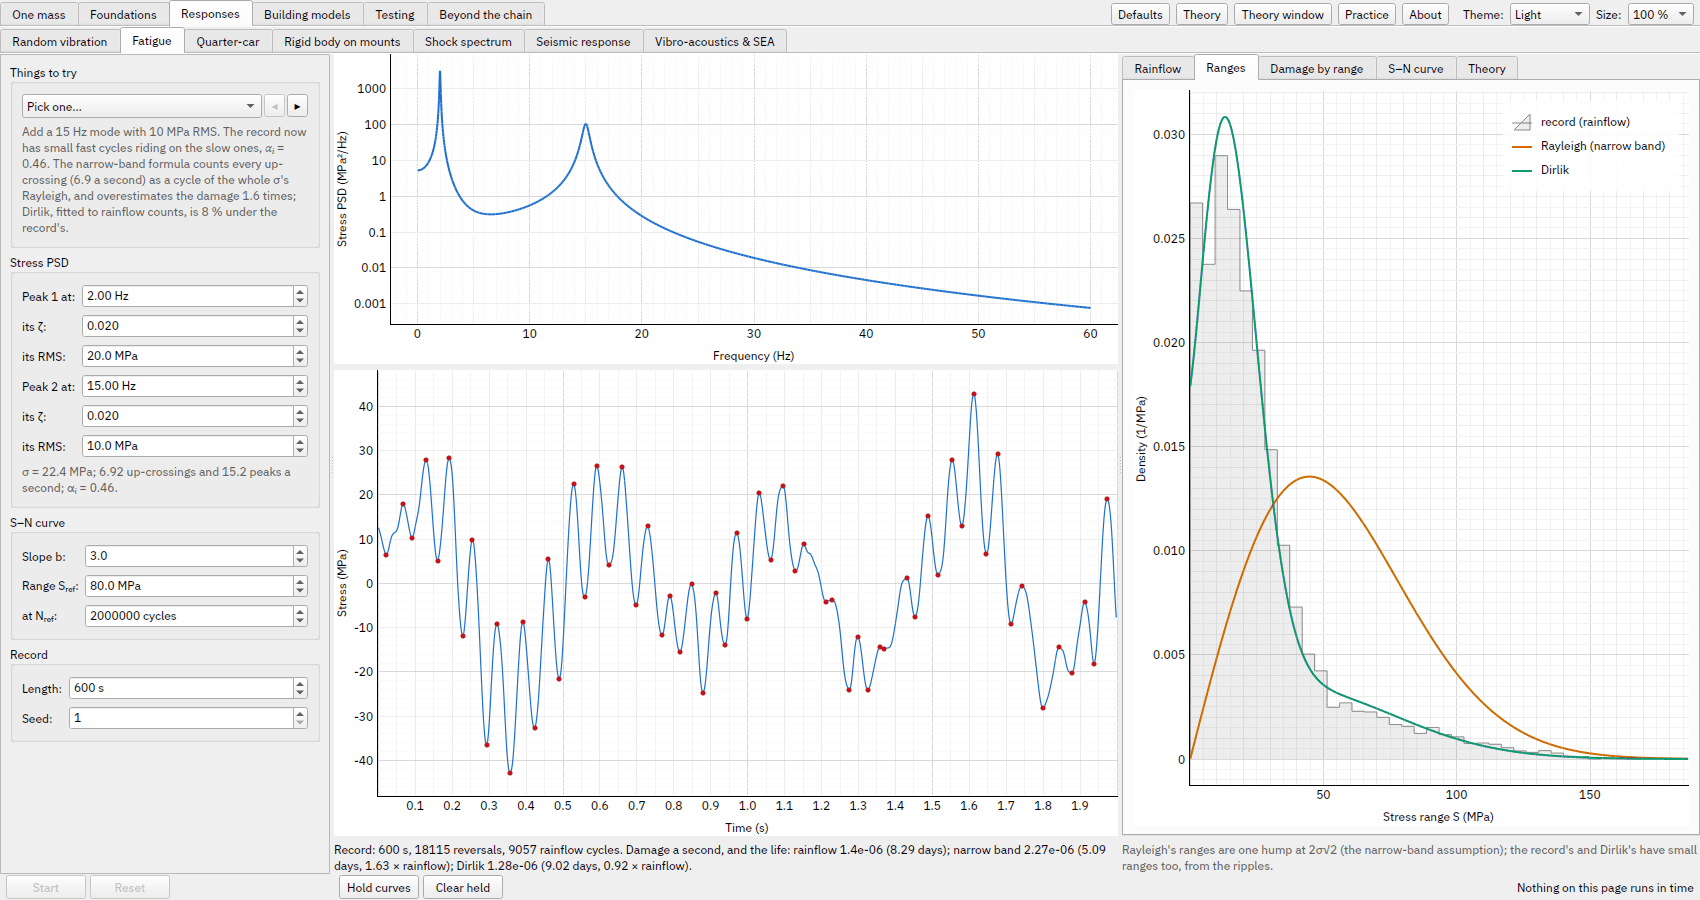 One mass
Foundations
Responses
Building models
Testing
Beyond the chain
Defaults
Theory
Theory window
Practice
About
Theme:
Light
Size:
100 %
Random vibration
Fatigue
Quarter-car
Rigid body on mounts
Shock spectrum
Seismic response
Vibro-acoustics & SEA
Things to try
Pick one...
Add a 15 Hz mode with 10 MPa RMS. The record now
has small fast cycles riding on the slow ones, αᵢ =
0.46. The narrow-band formula counts every up-
crossing (6.9 a second) as a cycle of the whole σ's
Rayleigh, and overestimates the damage 1.6 times;
Dirlik, fitted to rainflow counts, is 8 % under the
record's.
Stress PSD
Peak 1 at:
2.00 Hz
its ζ:
0.020
its RMS:
20.0 MPa
Peak 2 at:
15.00 Hz
its ζ:
0.020
its RMS:
10.0 MPa
σ = 22.4 MPa; 6.92 up-crossings and 15.2 peaks a
second; αᵢ = 0.46.
S–N curve
Slope b:
3.0
Range Sref:
80.0 MPa
at Nref:
2000000 cycles
Record
Length:
600 s
Seed:
1
Start
Reset
Stress PSD (MPa²/Hz)
1000
100
10
1
0.1
0.01
0.001
0
10
20
30
40
50
60
Frequency (Hz)
Stress (MPa)
40
30
20
10
0
-10
-20
-30
-40
0.1
0.2
0.3
0.4
0.5
0.6
0.7
0.8
0.9
1.0
1.1
1.2
1.3
1.4
1.5
1.6
1.7
1.8
1.9
Time (s)
Record: 600 s, 18115 reversals, 9057 rainflow cycles. Damage a second, and the life: rainflow 1.4e-06 (8.29 days); narrow band 2.27e-06 (5.09
days, 1.63 × rainflow); Dirlik 1.28e-06 (9.02 days, 0.92 × rainflow).
Hold curves
Clear held
Rainflow
Ranges
Damage by range
S–N curve
Theory
record (rainflow)
Rayleigh (narrow band)
Dirlik
Density (1/MPa)
0.030
0.025
0.020
0.015
0.010
0.005
0
50
100
150
Stress range S (MPa)
Rayleigh's ranges are one hump at 2σ√2 (the narrow-band assumption); the record's and Dirlik's have small
ranges too, from the ripples.
Nothing on this page runs in time